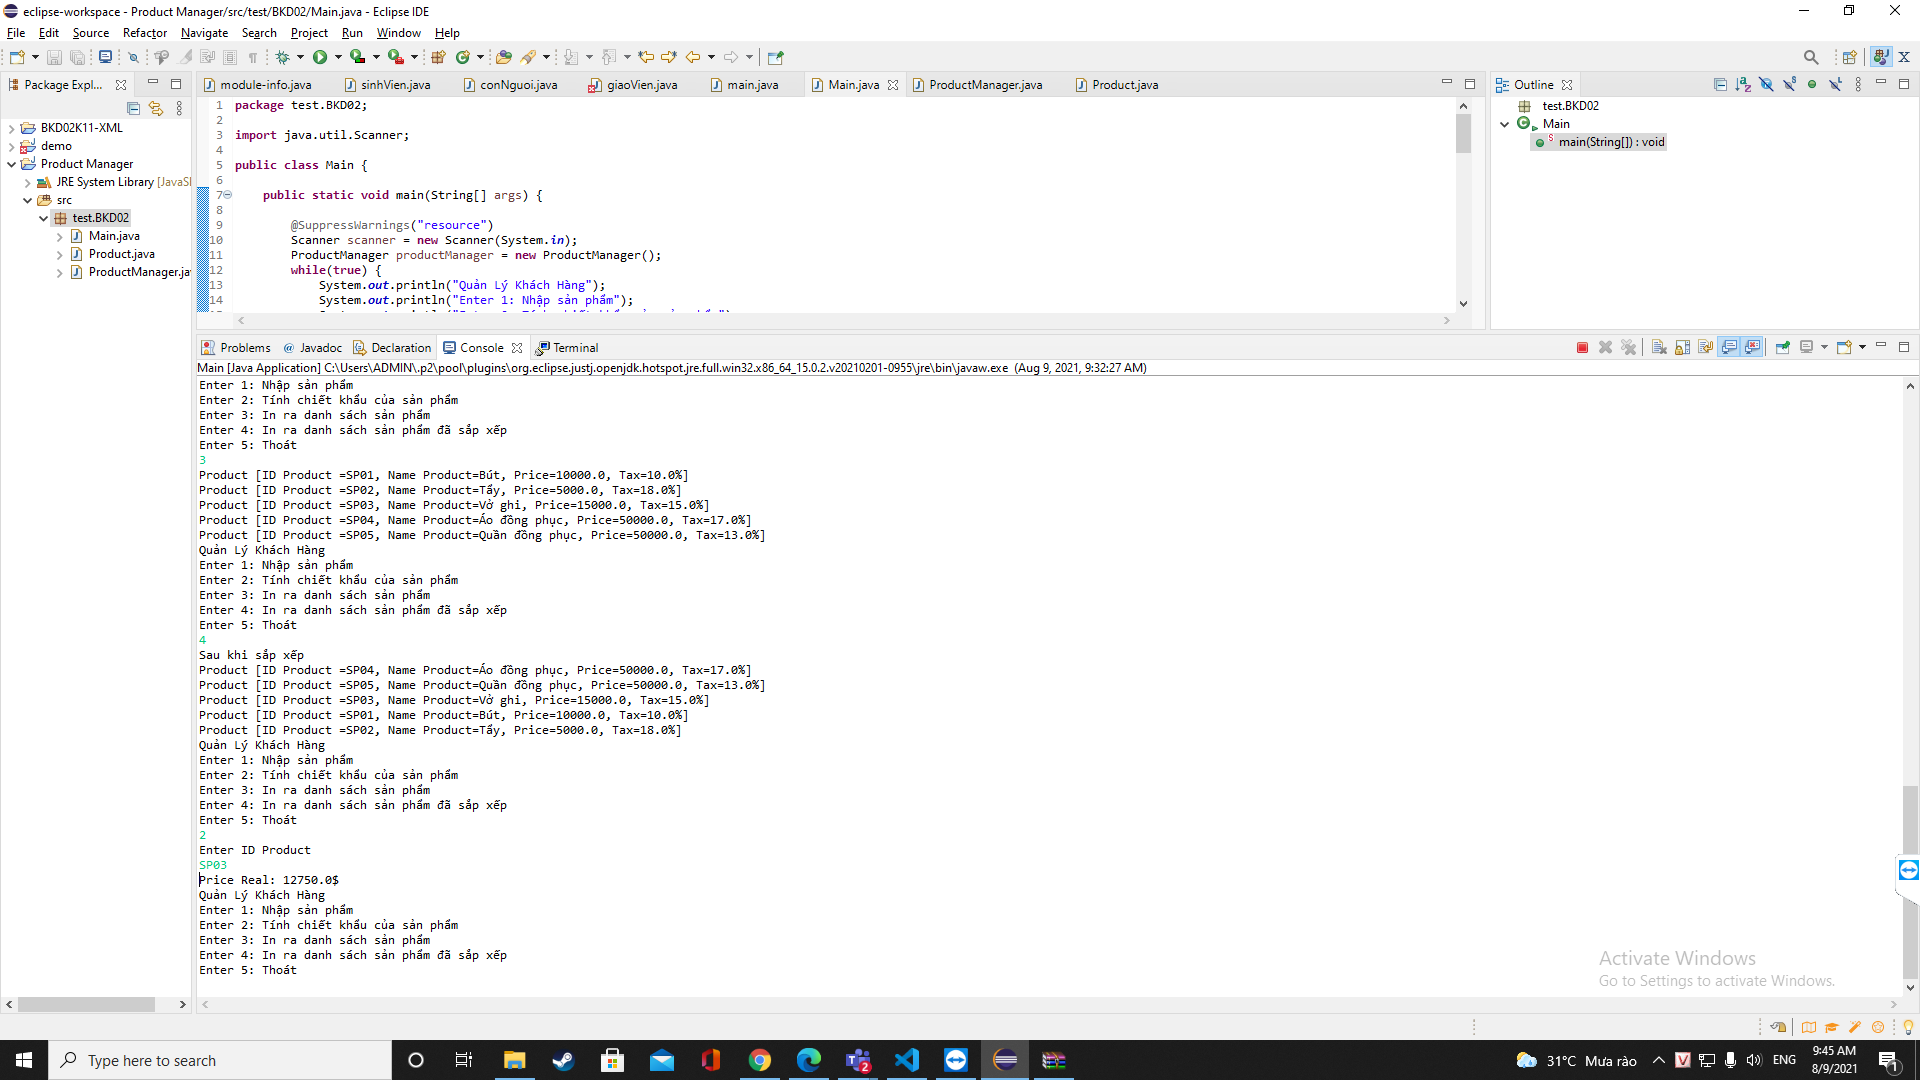 eclipse-workspace - Product Manager/src/test/BKD02/Main.java - Eclipse IDE
File Edit Source Refactor Navigate Search Project Run Window Help
Package Expl...
module-info.java sinhVien.java conNguoi.java giaoVien.java main.java Main.java ProductManager.java Product.java
Outline
BKD02K11-XML
demo
Product Manager
JRE System Library [JavaSI
src
test.BKD02
Main.java
Product.java
ProductManager.ja
1 package test.BKD02;
2
3 import java.util.Scanner;
4
5 public class Main {
6
7 public static void main(String[] args) {
8
9 @SuppressWarnings("resource")
10 Scanner scanner = new Scanner(System.in);
11 ProductManager productManager = new ProductManager();
12 while(true) {
13 System.out.println("Quản Lý Khách Hàng");
14 System.out.println("Enter 1: Nhập sản phẩm");
test.BKD02
Main
main(String[]) : void
Problems Javadoc Declaration Console Terminal
Main [Java Application] C:\Users\ADMIN\.p2\pool\plugins\org.eclipse.justj.openjdk.hotspot.jre.full.win32.x86_64_15.0.2.v20210201-0955\jre\bin\javaw.exe (Aug 9, 2021, 9:32:27 AM)
Enter 1: Nhập sản phẩm
Enter 2: Tính chiết khấu của sản phẩm
Enter 3: In ra danh sách sản phẩm
Enter 4: In ra danh sách sản phẩm đã sắp xếp
Enter 5: Thoát
3
Product [ID Product =SP01, Name Product=Bút, Price=10000.0, Tax=10.0%]
Product [ID Product =SP02, Name Product=Tẩy, Price=5000.0, Tax=18.0%]
Product [ID Product =SP03, Name Product=Vở ghi, Price=15000.0, Tax=15.0%]
Product [ID Product =SP04, Name Product=Áo đồng phục, Price=50000.0, Tax=17.0%]
Product [ID Product =SP05, Name Product=Quần đồng phục, Price=50000.0, Tax=13.0%]
Quản Lý Khách Hàng
Enter 1: Nhập sản phẩm
Enter 2: Tính chiết khấu của sản phẩm
Enter 3: In ra danh sách sản phẩm
Enter 4: In ra danh sách sản phẩm đã sắp xếp
Enter 5: Thoát
4
Sau khi sắp xếp
Product [ID Product =SP04, Name Product=Áo đồng phục, Price=50000.0, Tax=17.0%]
Product [ID Product =SP05, Name Product=Quần đồng phục, Price=50000.0, Tax=13.0%]
Product [ID Product =SP03, Name Product=Vở ghi, Price=15000.0, Tax=15.0%]
Product [ID Product =SP01, Name Product=Bút, Price=10000.0, Tax=10.0%]
Product [ID Product =SP02, Name Product=Tẩy, Price=5000.0, Tax=18.0%]
Quản Lý Khách Hàng
Enter 1: Nhập sản phẩm
Enter 2: Tính chiết khấu của sản phẩm
Enter 3: In ra danh sách sản phẩm
Enter 4: In ra danh sách sản phẩm đã sắp xếp
Enter 5: Thoát
2
Enter ID Product
SP03
Price Real: 12750.0$
Quản Lý Khách Hàng
Enter 1: Nhập sản phẩm
Enter 2: Tính chiết khấu của sản phẩm
Enter 3: In ra danh sách sản phẩm
Enter 4: In ra danh sách sản phẩm đã sắp xếp
Enter 5: Thoát
Activate Windows
Go to Settings to activate Windows.
Type here to search
2
31°C Mưa rào
V
ENG
9:45 AM
8/9/2021
1